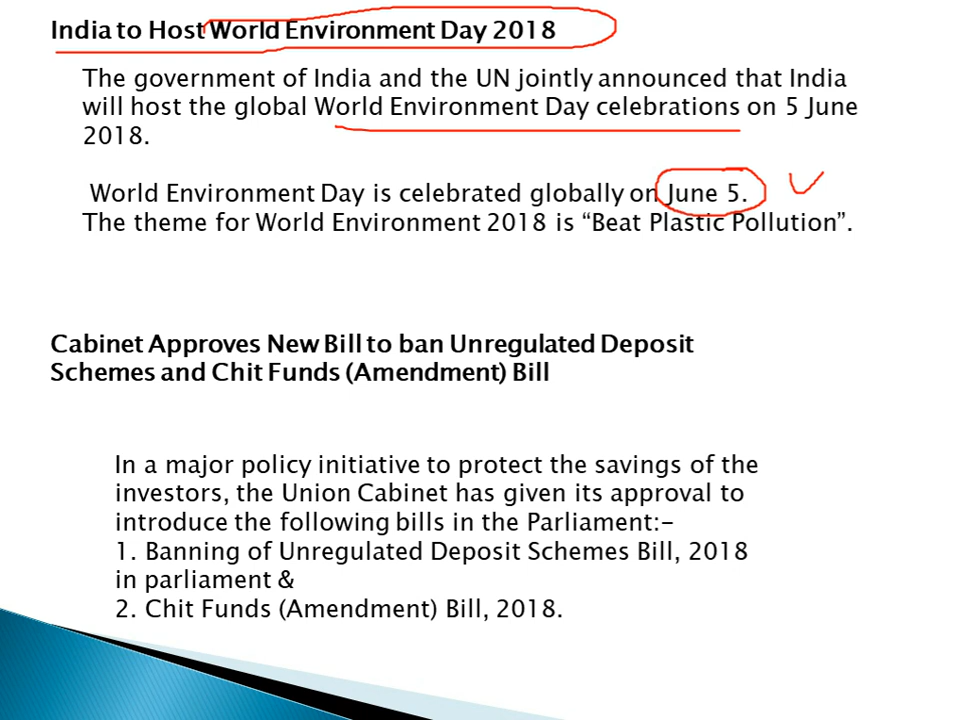 India to Host World Environment Day 2018
The government of India and the UN jointly announced that India
will host the global World Environment Day celebrations on 5 June
2018.
World Environment Day is celebrated globally on June 5.
The theme for World Environment 2018 is “Beat Plastic Pollution”.
Cabinet Approves New Bill to ban Unregulated Deposit
Schemes and Chit Funds (Amendment) Bill
In a major policy initiative to protect the savings of the
investors, the Union Cabinet has given its approval to
introduce the following bills in the Parliament:-
1. Banning of Unregulated Deposit Schemes Bill, 2018
in parliament &
2. Chit Funds (Amendment) Bill, 2018.